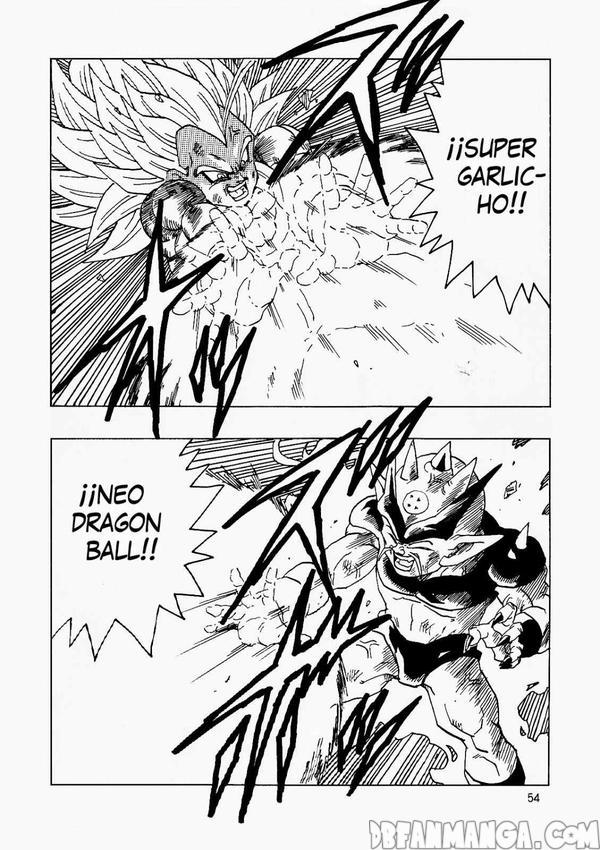 ¡¡SUPER
GARLIC-
HO!!
¡¡NEO
DRAGON
BALL!!
54
DBFANMANGA.COM